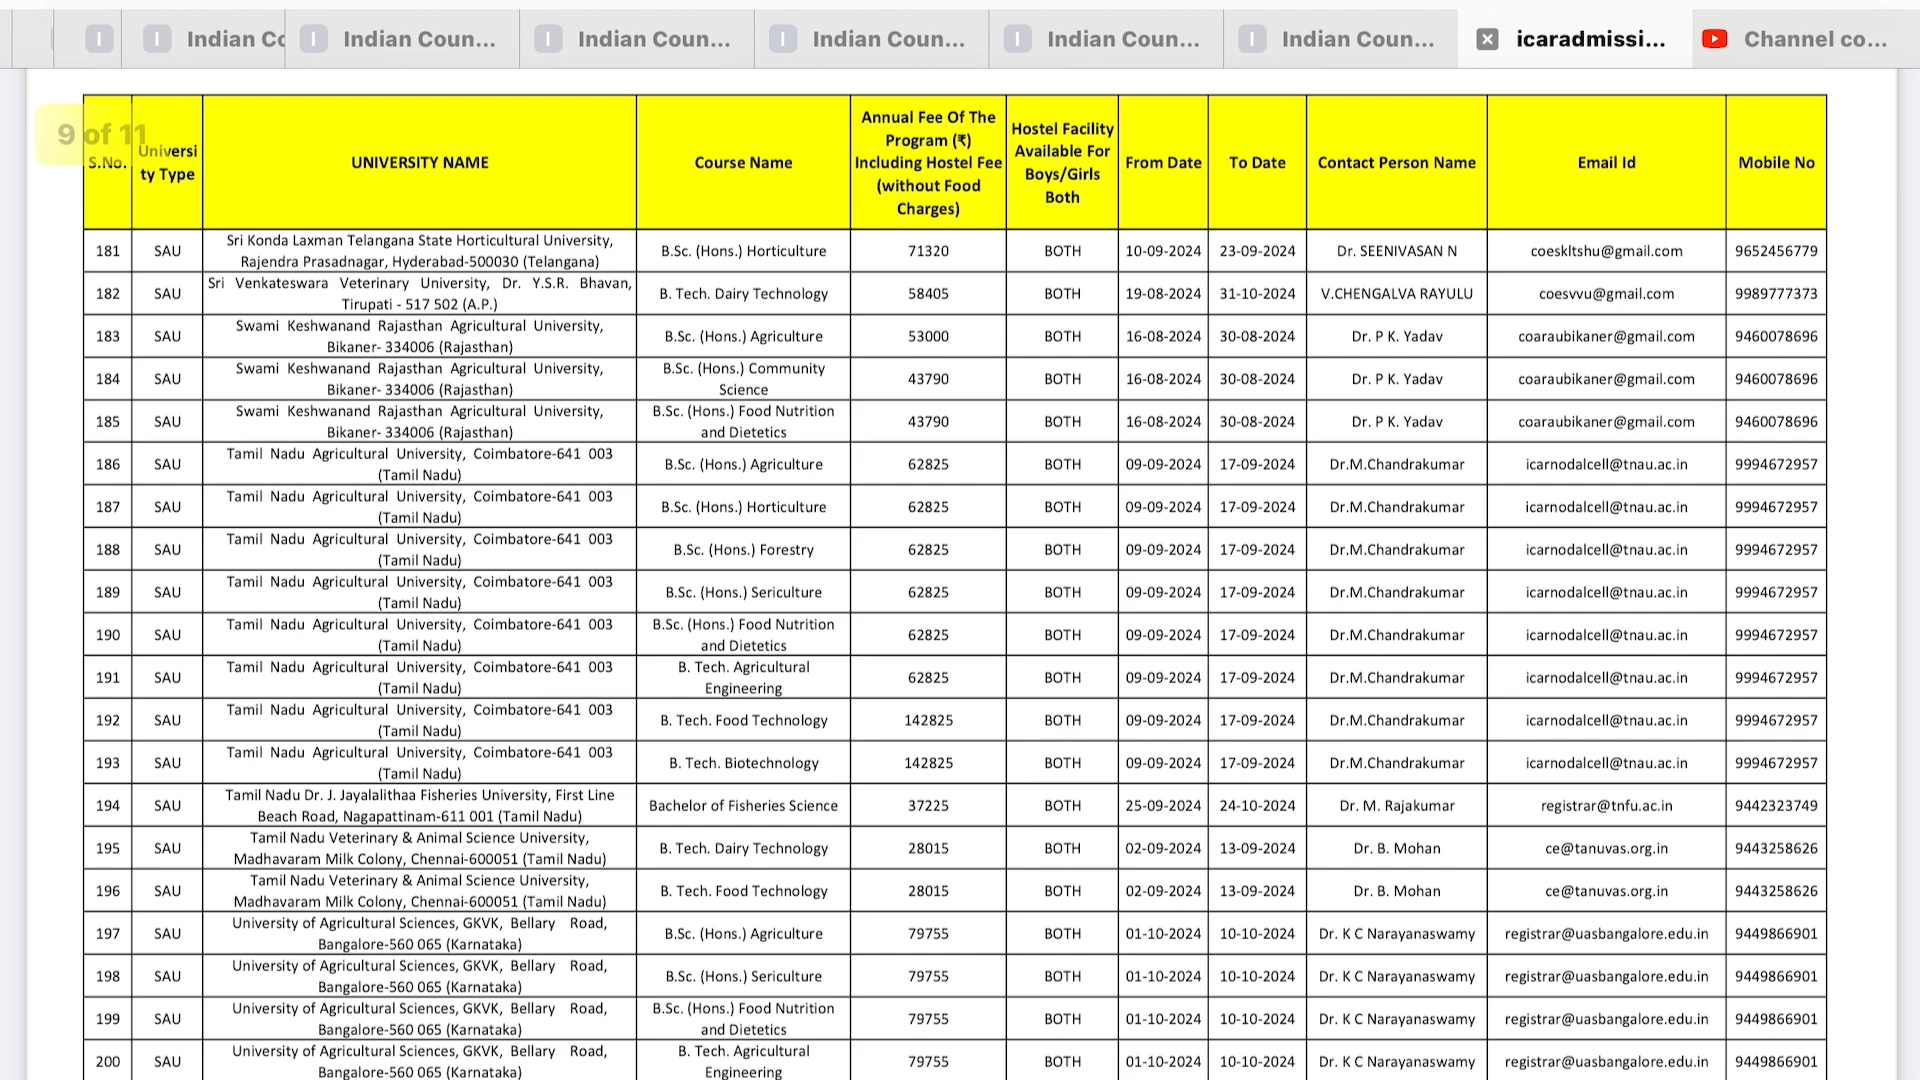 Indian Co
Indian Coun...
Indian Coun...
Indian Coun...
Indian Coun...
Indian Coun...
icaradmissi...
Channel co...
9 of 11
S.No.
Universi
ty Type
UNIVERSITY NAME
Course Name
Annual Fee Of The
Program (₹)
Including Hostel Fee
(without Food
Charges)
Hostel Facility
Available For
Boys/Girls
Both
From Date
To Date
Contact Person Name
Email Id
Mobile No
181 SAU Sri Konda Laxman Telangana State Horticultural University,
Rajendra Prasadnagar, Hyderabad-500030 (Telangana) B.Sc. (Hons.) Horticulture 71320 BOTH 10-09-2024 23-09-2024 Dr. SEENIVASAN N coeskltshu@gmail.com 9652456779
182 SAU Sri Venkateswara Veterinary University, Dr. Y.S.R. Bhavan,
Tirupati - 517 502 (A.P.) B. Tech. Dairy Technology 58405 BOTH 19-08-2024 31-10-2024 V.CHENGALVA RAYULU coesvvu@gmail.com 9989777373
183 SAU Swami Keshwanand Rajasthan Agricultural University,
Bikaner- 334006 (Rajasthan) B.Sc. (Hons.) Agriculture 53000 BOTH 16-08-2024 30-08-2024 Dr. P K. Yadav coaraubikaner@gmail.com 9460078696
184 SAU Swami Keshwanand Rajasthan Agricultural University,
Bikaner- 334006 (Rajasthan) B.Sc. (Hons.) Community
Science 43790 BOTH 16-08-2024 30-08-2024 Dr. P K. Yadav coaraubikaner@gmail.com 9460078696
185 SAU Swami Keshwanand Rajasthan Agricultural University,
Bikaner- 334006 (Rajasthan) B.Sc. (Hons.) Food Nutrition
and Dietetics 43790 BOTH 16-08-2024 30-08-2024 Dr. P K. Yadav coaraubikaner@gmail.com 9460078696
186 SAU Tamil Nadu Agricultural University, Coimbatore-641 003
(Tamil Nadu) B.Sc. (Hons.) Agriculture 62825 BOTH 09-09-2024 17-09-2024 Dr.M.Chandrakumar icarnodalcell@tnau.ac.in 9994672957
187 SAU Tamil Nadu Agricultural University, Coimbatore-641 003
(Tamil Nadu) B.Sc. (Hons.) Horticulture 62825 BOTH 09-09-2024 17-09-2024 Dr.M.Chandrakumar icarnodalcell@tnau.ac.in 9994672957
188 SAU Tamil Nadu Agricultural University, Coimbatore-641 003
(Tamil Nadu) B.Sc. (Hons.) Forestry 62825 BOTH 09-09-2024 17-09-2024 Dr.M.Chandrakumar icarnodalcell@tnau.ac.in 9994672957
189 SAU Tamil Nadu Agricultural University, Coimbatore-641 003
(Tamil Nadu) B.Sc. (Hons.) Sericulture 62825 BOTH 09-09-2024 17-09-2024 Dr.M.Chandrakumar icarnodalcell@tnau.ac.in 9994672957
190 SAU Tamil Nadu Agricultural University, Coimbatore-641 003
(Tamil Nadu) B.Sc. (Hons.) Food Nutrition
and Dietetics 62825 BOTH 09-09-2024 17-09-2024 Dr.M.Chandrakumar icarnodalcell@tnau.ac.in 9994672957
191 SAU Tamil Nadu Agricultural University, Coimbatore-641 003
(Tamil Nadu) B. Tech. Agricultural
Engineering 62825 BOTH 09-09-2024 17-09-2024 Dr.M.Chandrakumar icarnodalcell@tnau.ac.in 9994672957
192 SAU Tamil Nadu Agricultural University, Coimbatore-641 003
(Tamil Nadu) B. Tech. Food Technology 142825 BOTH 09-09-2024 17-09-2024 Dr.M.Chandrakumar icarnodalcell@tnau.ac.in 9994672957
193 SAU Tamil Nadu Agricultural University, Coimbatore-641 003
(Tamil Nadu) B. Tech. Biotechnology 142825 BOTH 09-09-2024 17-09-2024 Dr.M.Chandrakumar icarnodalcell@tnau.ac.in 9994672957
194 SAU Tamil Nadu Dr. J. Jayalalithaa Fisheries University, First Line
Beach Road, Nagapattinam-611 001 (Tamil Nadu) Bachelor of Fisheries Science 37225 BOTH 25-09-2024 24-10-2024 Dr. M. Rajakumar registrar@tnfu.ac.in 9442323749
195 SAU Tamil Nadu Veterinary & Animal Science University,
Madhavaram Milk Colony, Chennai-600051 (Tamil Nadu) B. Tech. Dairy Technology 28015 BOTH 02-09-2024 13-09-2024 Dr. B. Mohan ce@tanuvas.org.in 9443258626
196 SAU Tamil Nadu Veterinary & Animal Science University,
Madhavaram Milk Colony, Chennai-600051 (Tamil Nadu) B. Tech. Food Technology 28015 BOTH 02-09-2024 13-09-2024 Dr. B. Mohan ce@tanuvas.org.in 9443258626
197 SAU University of Agricultural Sciences, GKVK, Bellary Road,
Bangalore-560 065 (Karnataka) B.Sc. (Hons.) Agriculture 79755 BOTH 01-10-2024 10-10-2024 Dr. K C Narayanaswamy registrar@uasbangalore.edu.in 9449866901
198 SAU University of Agricultural Sciences, GKVK, Bellary Road,
Bangalore-560 065 (Karnataka) B.Sc. (Hons.) Sericulture 79755 BOTH 01-10-2024 10-10-2024 Dr. K C Narayanaswamy registrar@uasbangalore.edu.in 9449866901
199 SAU University of Agricultural Sciences, GKVK, Bellary Road,
Bangalore-560 065 (Karnataka) B.Sc. (Hons.) Food Nutrition
and Dietetics 79755 BOTH 01-10-2024 10-10-2024 Dr. K C Narayanaswamy registrar@uasbangalore.edu.in 9449866901
200 SAU University of Agricultural Sciences, GKVK, Bellary Road,
Bangalore-560 065 (Karnataka) B. Tech. Agricultural
Engineering 79755 BOTH 01-10-2024 10-10-2024 Dr. K C Narayanaswamy registrar@uasbangalore.edu.in 9449866901